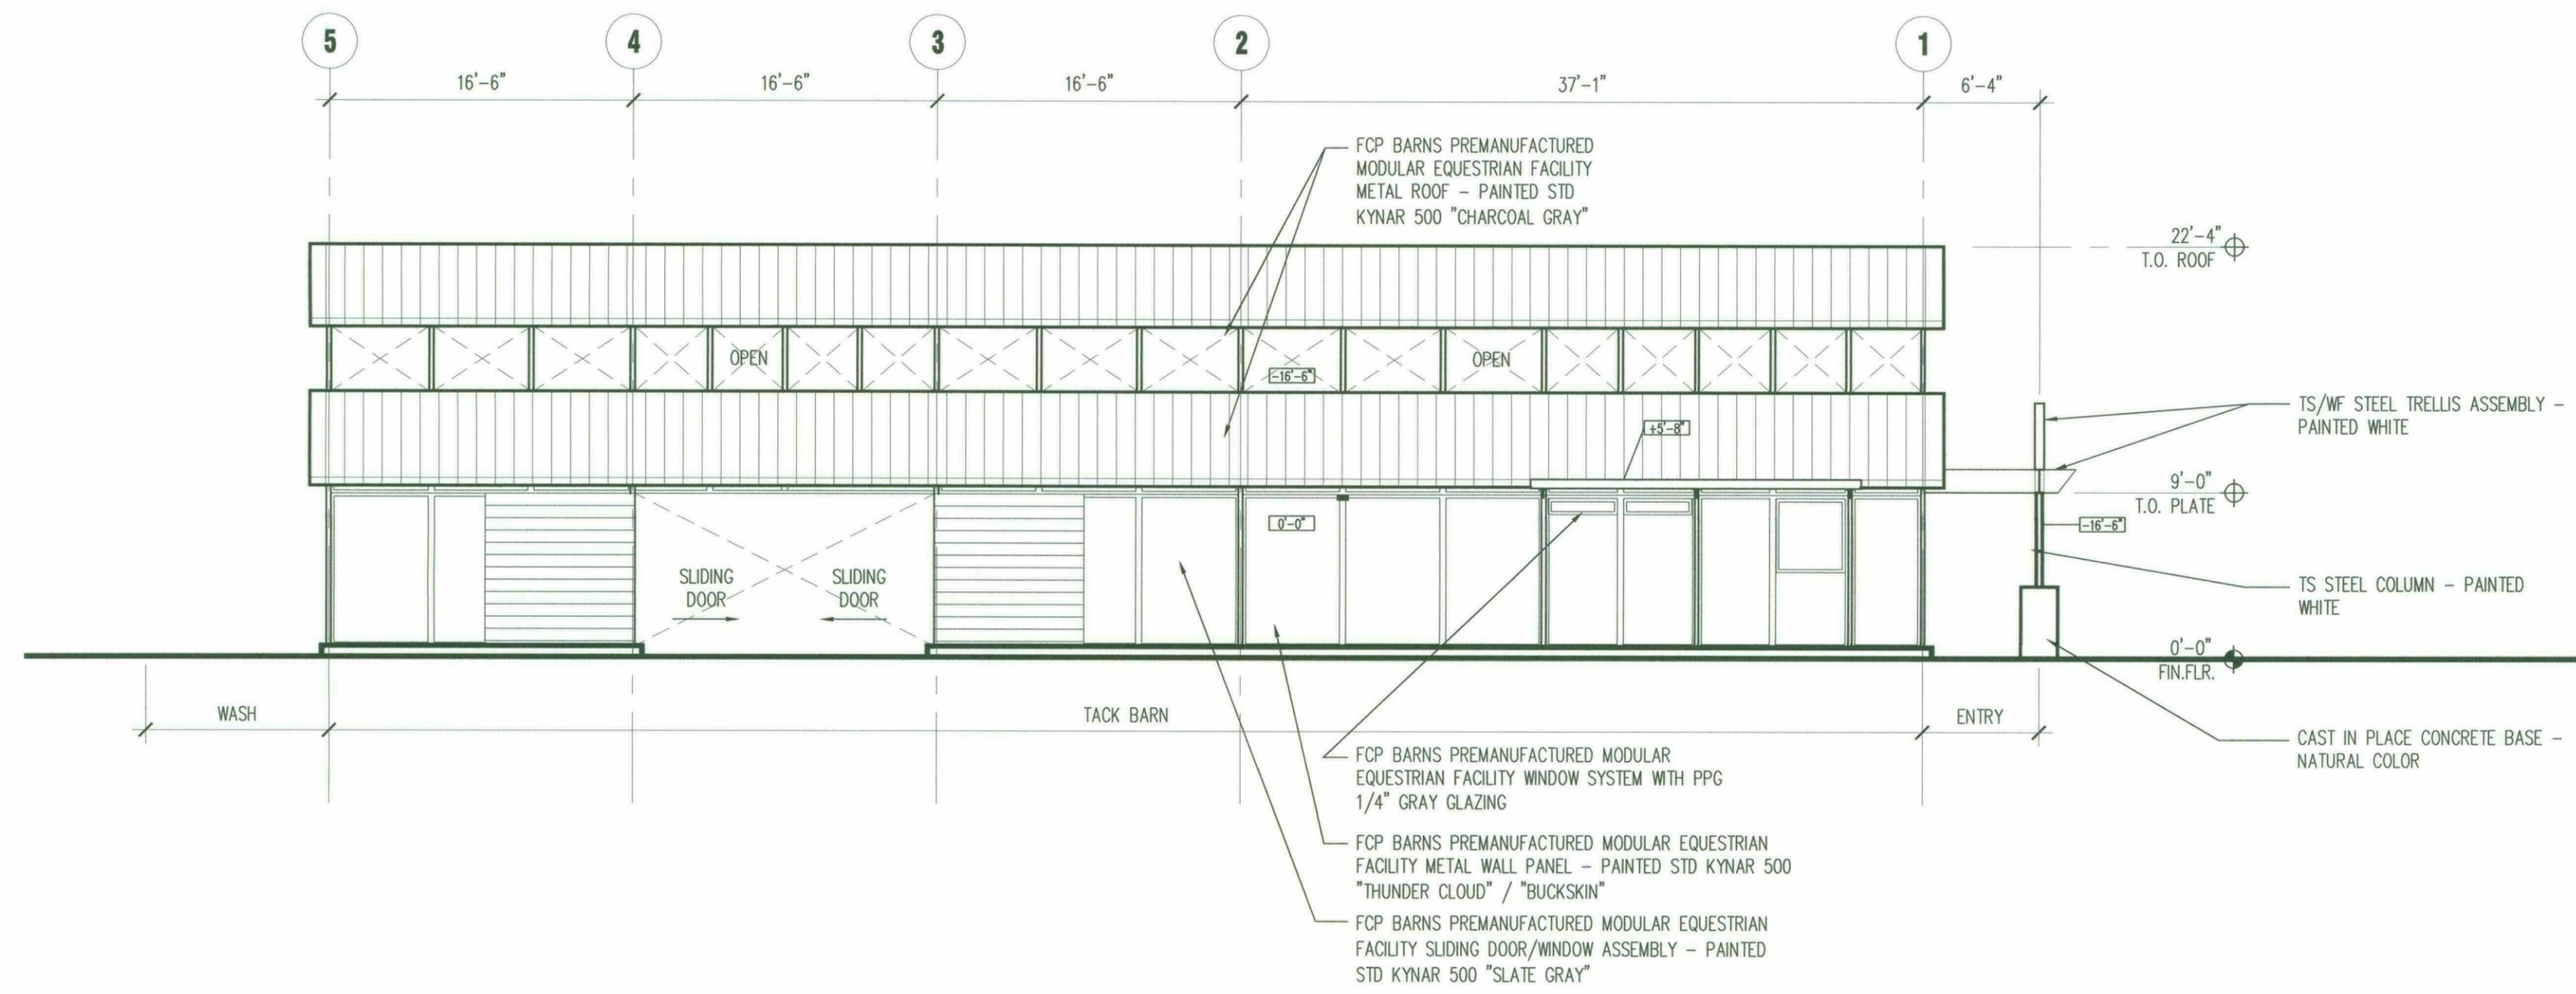 5
4
3
2
1
16'-6"
16'-6"
16'-6"
37'-1"
6'-4"
FCP BARNS PREMANUFACTURED
MODULAR EQUESTRIAN FACILITY
METAL ROOF – PAINTED STD
KYNAR 500 "CHARCOAL GRAY"
22'-4"
T.O. ROOF
OPEN
OPEN
-16'-6"
+5'-8"
TS/WF STEEL TRELLIS ASSEMBLY –
PAINTED WHITE
9'-0"
T.O. PLATE
0'-0"
-16'-6"
SLIDING
DOOR
SLIDING
DOOR
TS STEEL COLUMN – PAINTED
WHITE
0'-0"
FIN.FLR.
WASH
TACK BARN
ENTRY
CAST IN PLACE CONCRETE BASE –
NATURAL COLOR
FCP BARNS PREMANUFACTURED MODULAR
EQUESTRIAN FACILITY WINDOW SYSTEM WITH PPG
1/4" GRAY GLAZING
FCP BARNS PREMANUFACTURED MODULAR EQUESTRIAN
FACILITY METAL WALL PANEL – PAINTED STD KYNAR 500
"THUNDER CLOUD" / "BUCKSKIN"
FCP BARNS PREMANUFACTURED MODULAR EQUESTRIAN
FACILITY SLIDING DOOR/WINDOW ASSEMBLY – PAINTED
STD KYNAR 500 "SLATE GRAY"